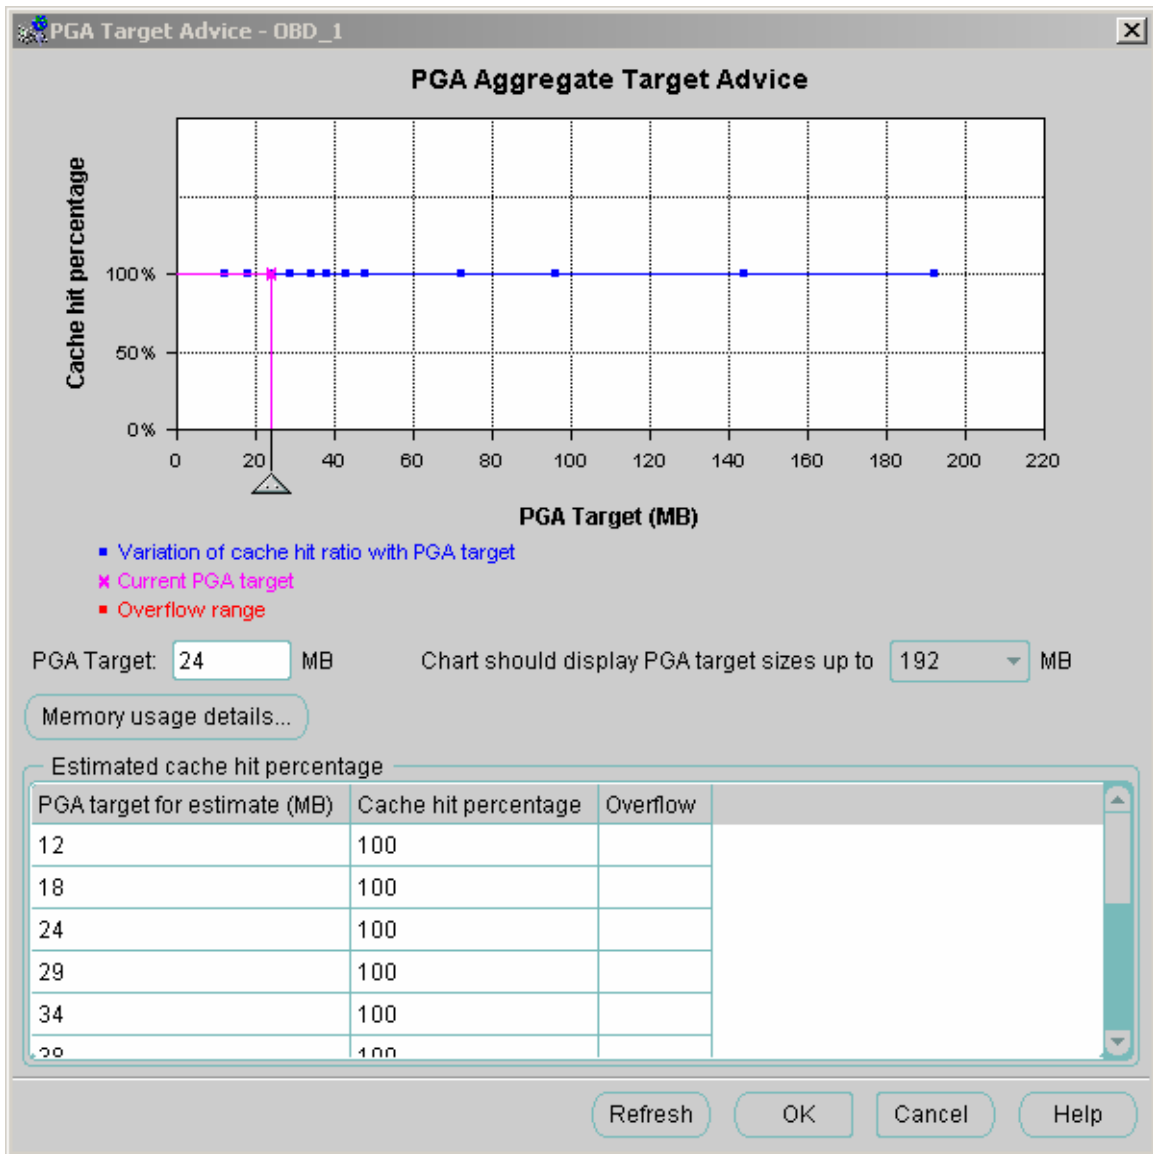 PGA Target Advice - OBD_1
PGA Aggregate Target Advice
Cache hit percentage
100%
50%
0%
0 20 40 60 80 100 120 140 160 180 200 220
PGA Target (MB)
Variation of cache hit ratio with PGA target
Current PGA target
Overflow range
PGA Target: 24 MB Chart should display PGA target sizes up to 192 MB
Memory usage details...
Estimated cache hit percentage
PGA target for estimate (MB) Cache hit percentage Overflow
12 100
18 100
24 100
29 100
34 100
38 100
Refresh OK Cancel Help